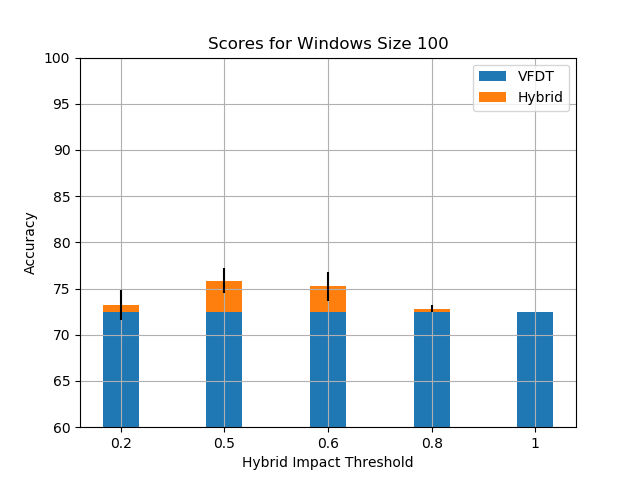 Scores for Windows Size 100
VFDT
Hybrid
Accuracy
100
95
90
85
80
75
70
65
60
0.2 0.5 0.6 0.8 1
Hybrid Impact Threshold